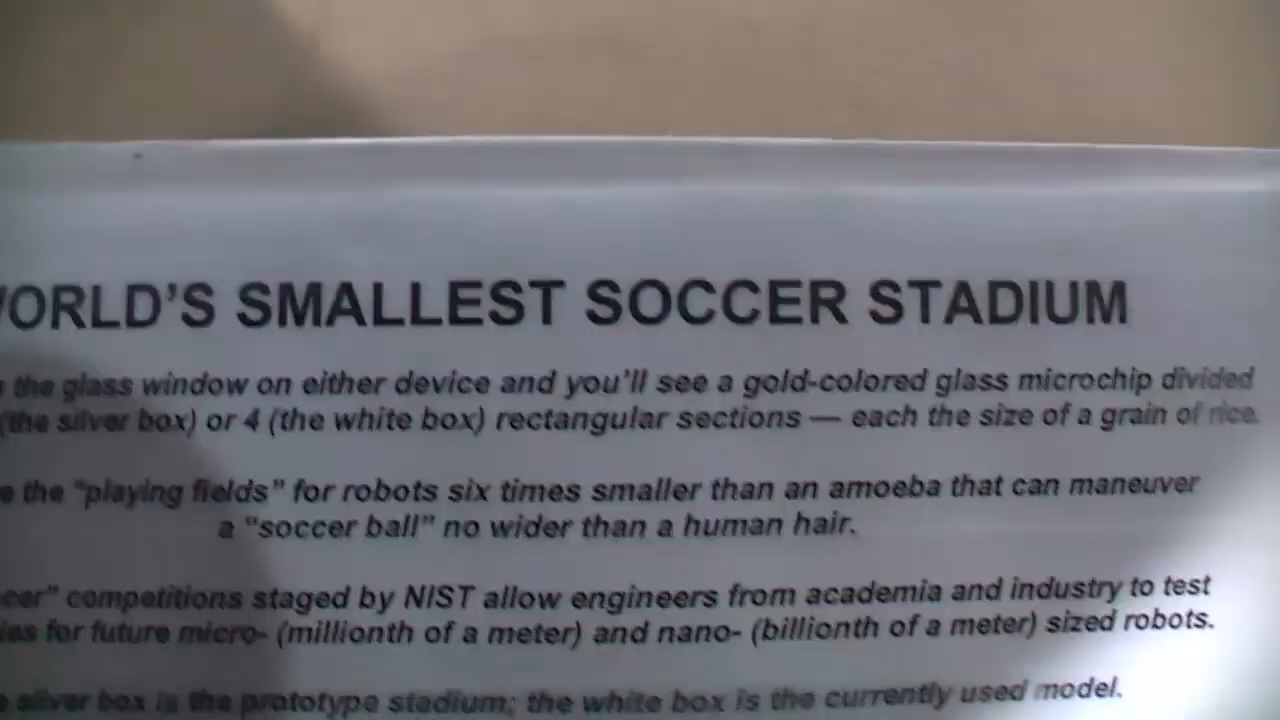 WORLD'S SMALLEST SOCCER STADIUM
the glass window on either device and you'll see a gold-colored glass microchip divided
(the silver box) or 4 (the white box) rectangular sections — each the size of a grain of rice.
the "playing fields" for robots six times smaller than an amoeba that can maneuver
a "soccer ball" no wider than a human hair.
competitions staged by NIST allow engineers from academia and industry to test
for future micro- (millionth of a meter) and nano- (billionth of a meter) sized robots.
silver box is the prototype stadium; the white box is the currently used model.